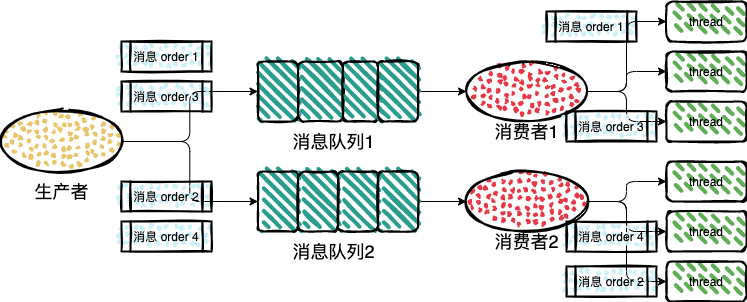 消息 order 1
thread
消息 order 1
消息 order 3
thread
消息队列1
消费者1
消息 order 3
thread
生产者
消息 order 2
thread
消息 order 4
消息队列2
消费者2
消息 order 4
thread
消息 order 2
thread